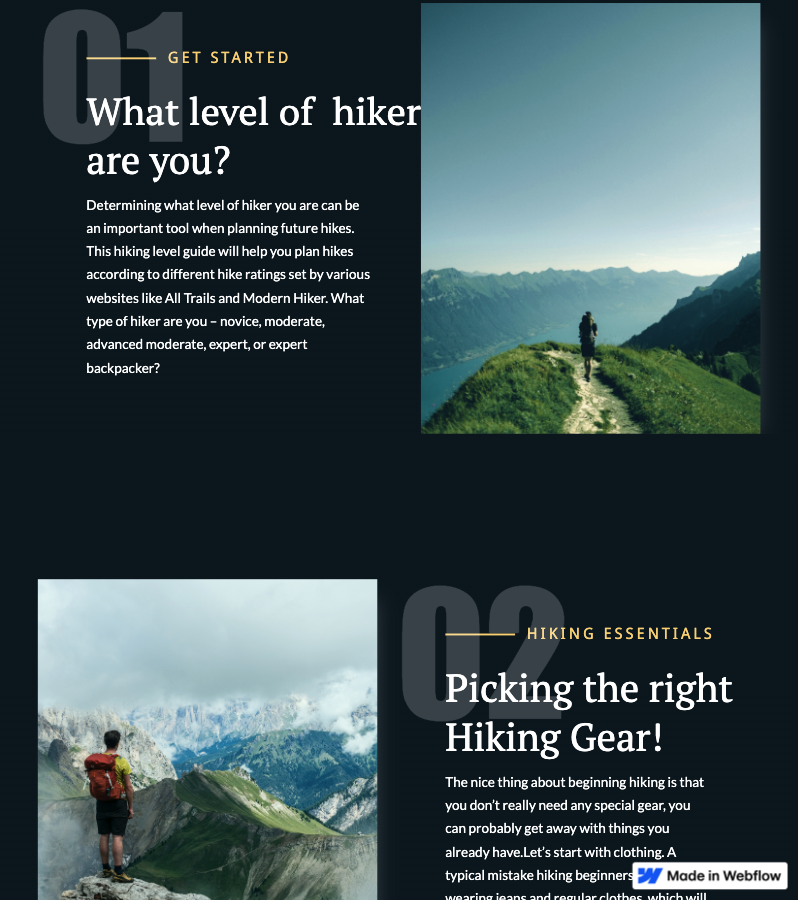 01
GET STARTED
What level of  hiker
are you?
Determining what level of hiker you are can be
an important tool when planning future hikes.
This hiking level guide will help you plan hikes
according to different hike ratings set by various
websites like All Trails and Modern Hiker. What
type of hiker are you – novice, moderate,
advanced moderate, expert, or expert
backpacker?
02
HIKING ESSENTIALS
Picking the right
Hiking Gear!
The nice thing about beginning hiking is that
you don’t really need any special gear, you
can probably get away with things you
already have.Let’s start with clothing. A
typical mistake hiking beginners
wearing jeans and regular clothes, which will
Made in Webflow